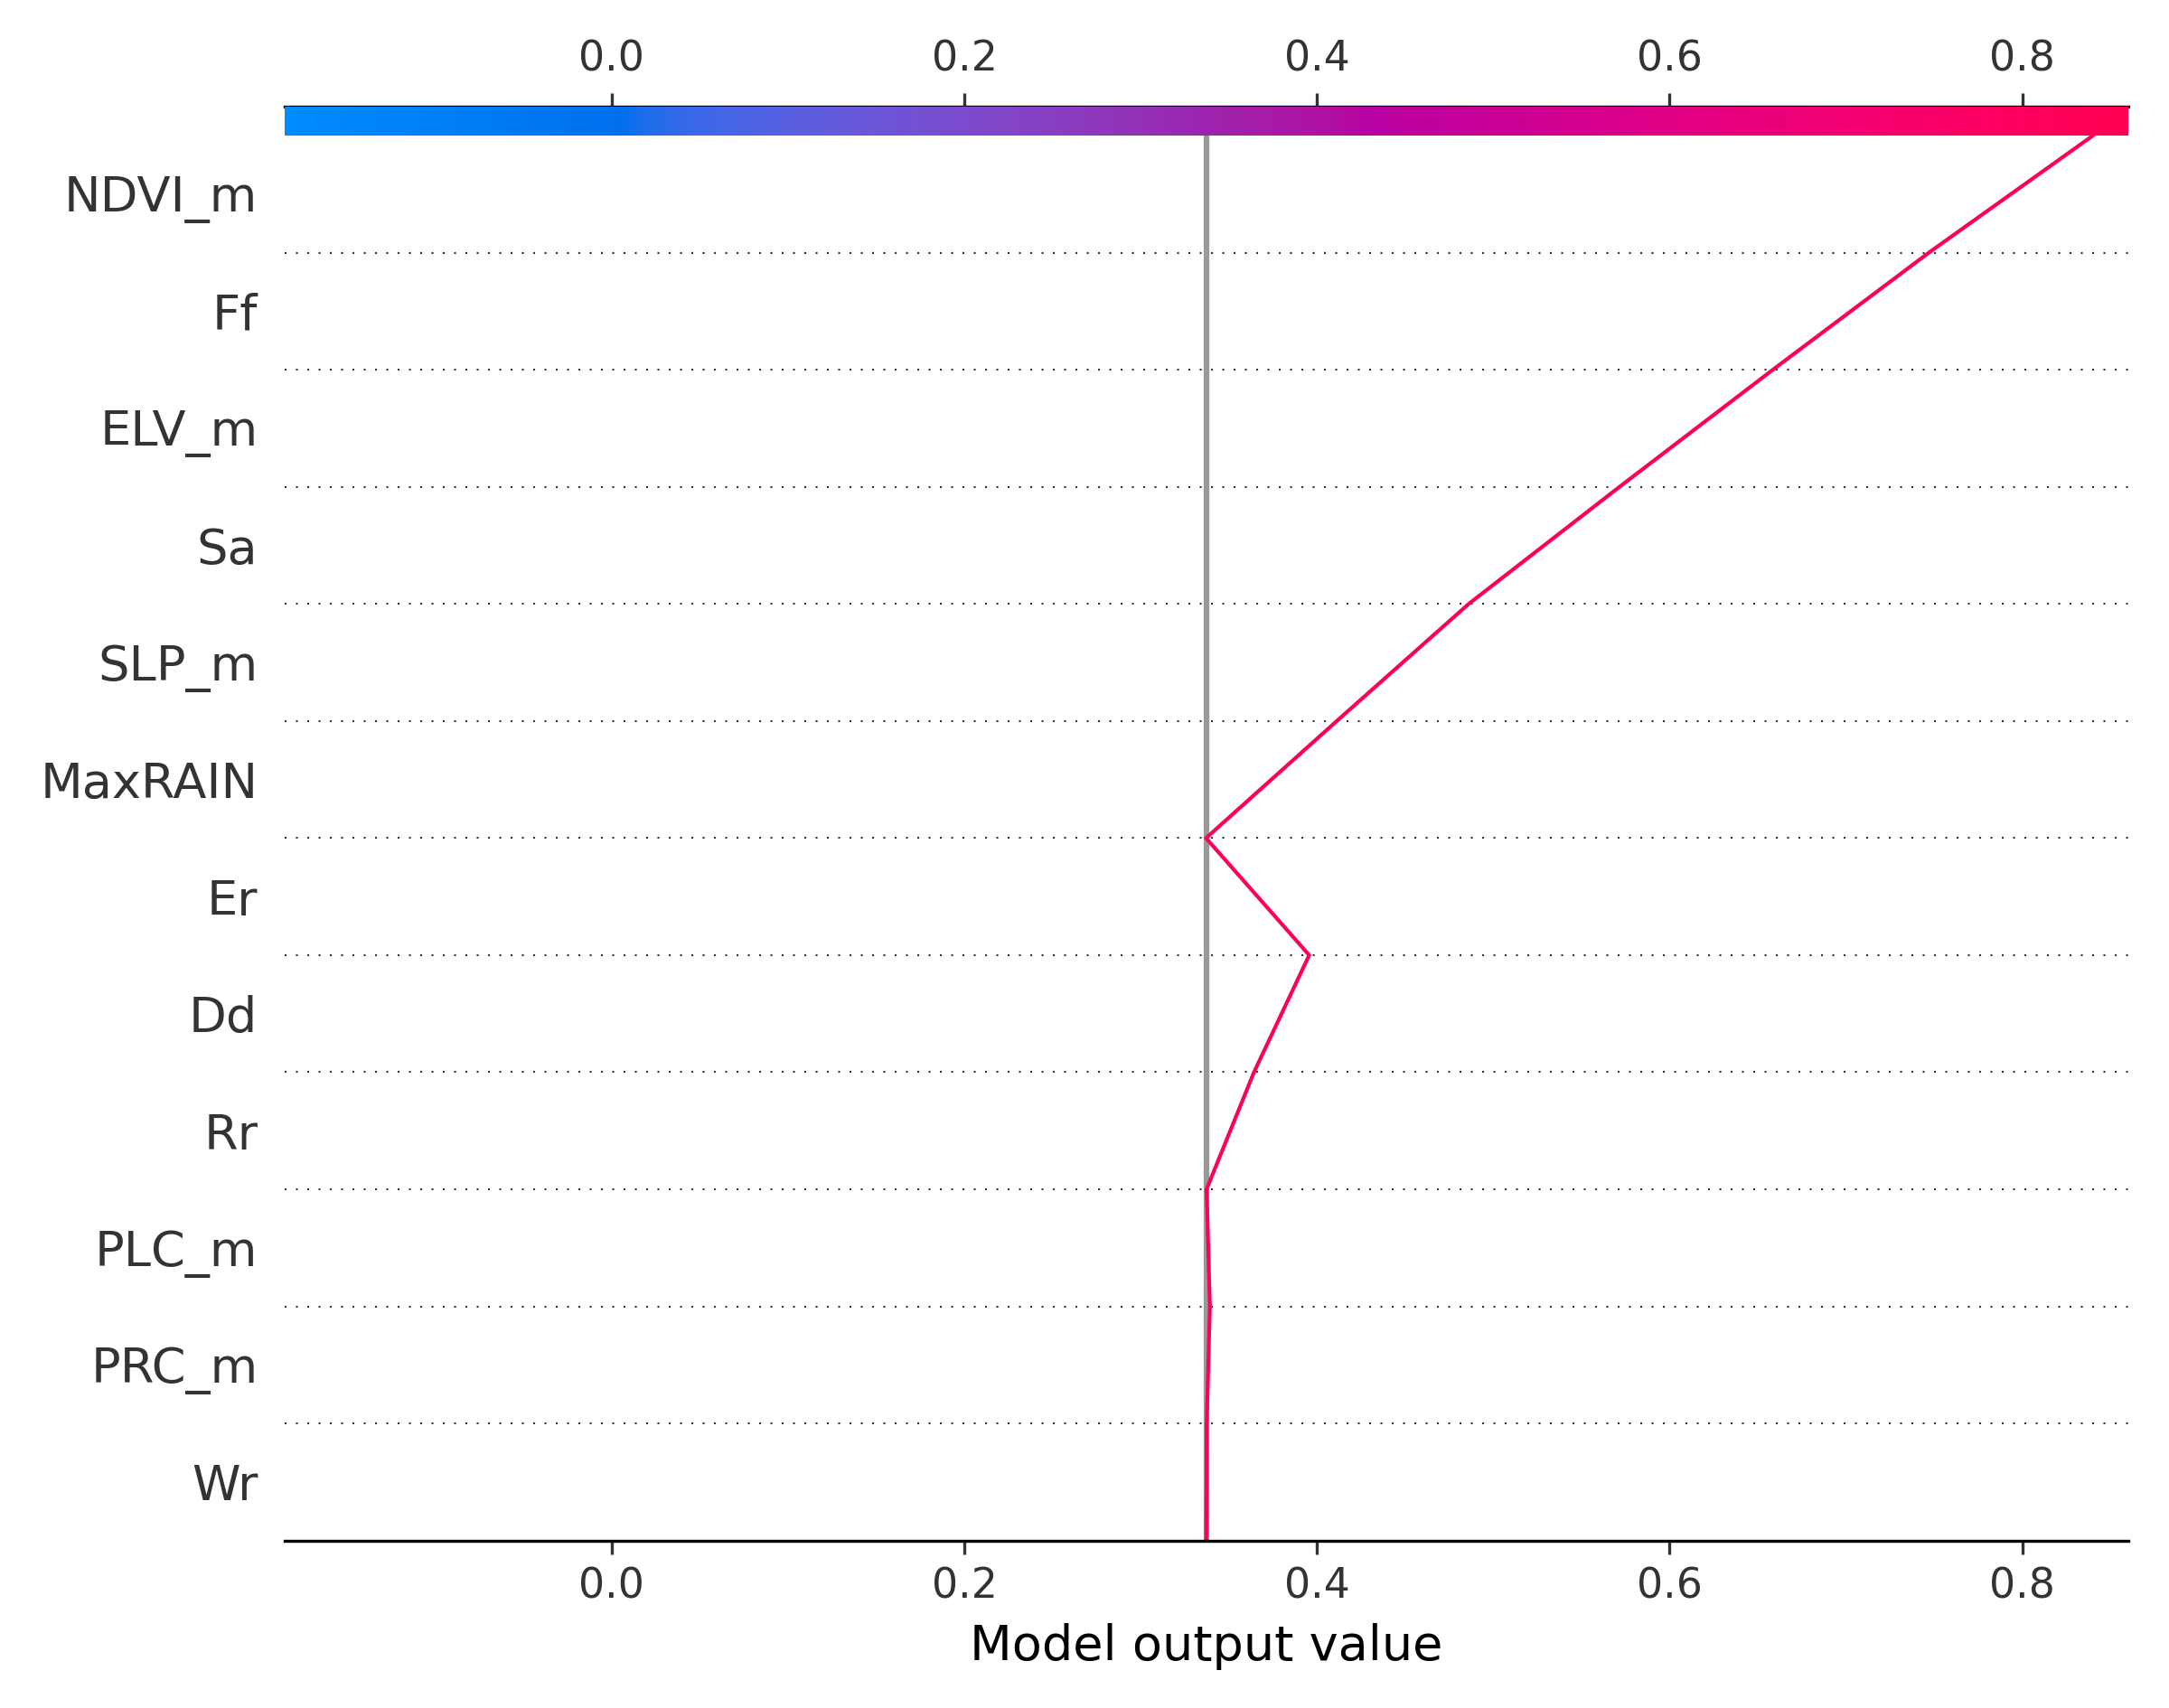 0.0 0.2 0.4 0.6 0.8
NDVI_m
Ff
ELV_m
Sa
SLP_m
MaxRAIN
Er
Dd
Rr
PLC_m
PRC_m
Wr
0.0 0.2 0.4 0.6 0.8
Model output value